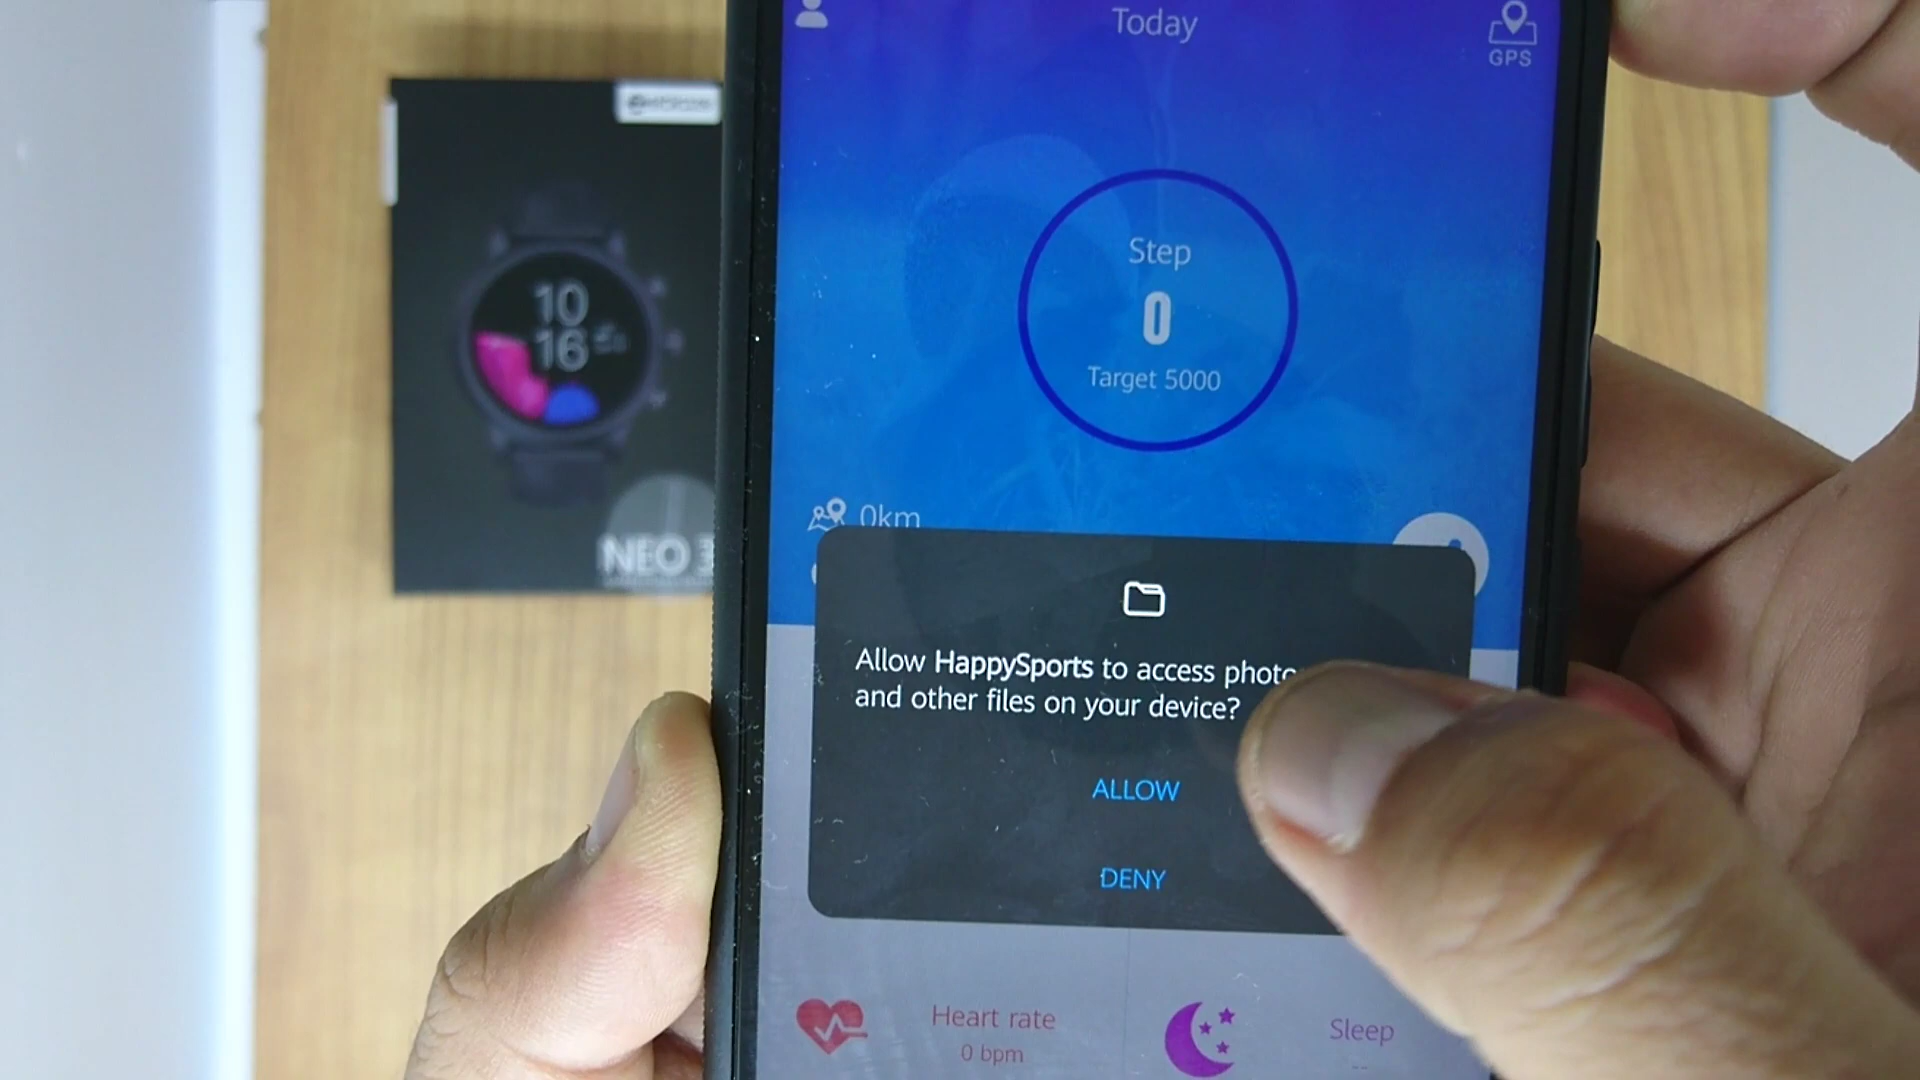 Today
GPS
Step
0
Target 5000
10
16
0km
NEO 3
Allow HappySports to access
and other files on your device?
ALLOW
DENY
Heart rate
0 bpm
Sleep
--